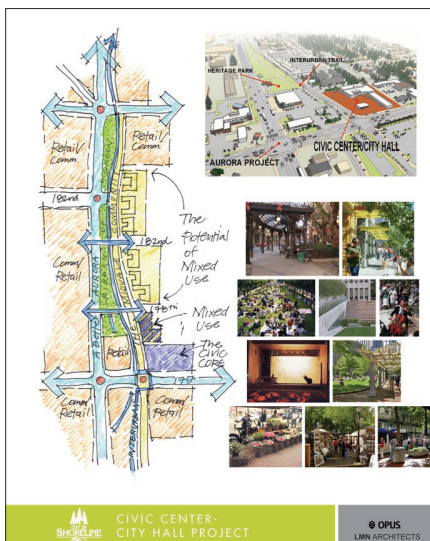 HERITAGE PARK
INTERURBAN TRAIL
AURORA PROJECT
CIVIC CENTER/CITY HALL
Retail/
Comm.
Retail/
Comm.
182nd
182nd
The
Potential
of
Mixed
Use
Comm/
Retail
AURORA
178th
Mixed
Use
The
Civic
CORE
Retail
175th
Comm/
Retail
Comm/
Retail
INTERURBAN
SHORELINE
CIVIC CENTER-
CITY HALL PROJECT
OPUS
LMN ARCHITECTS